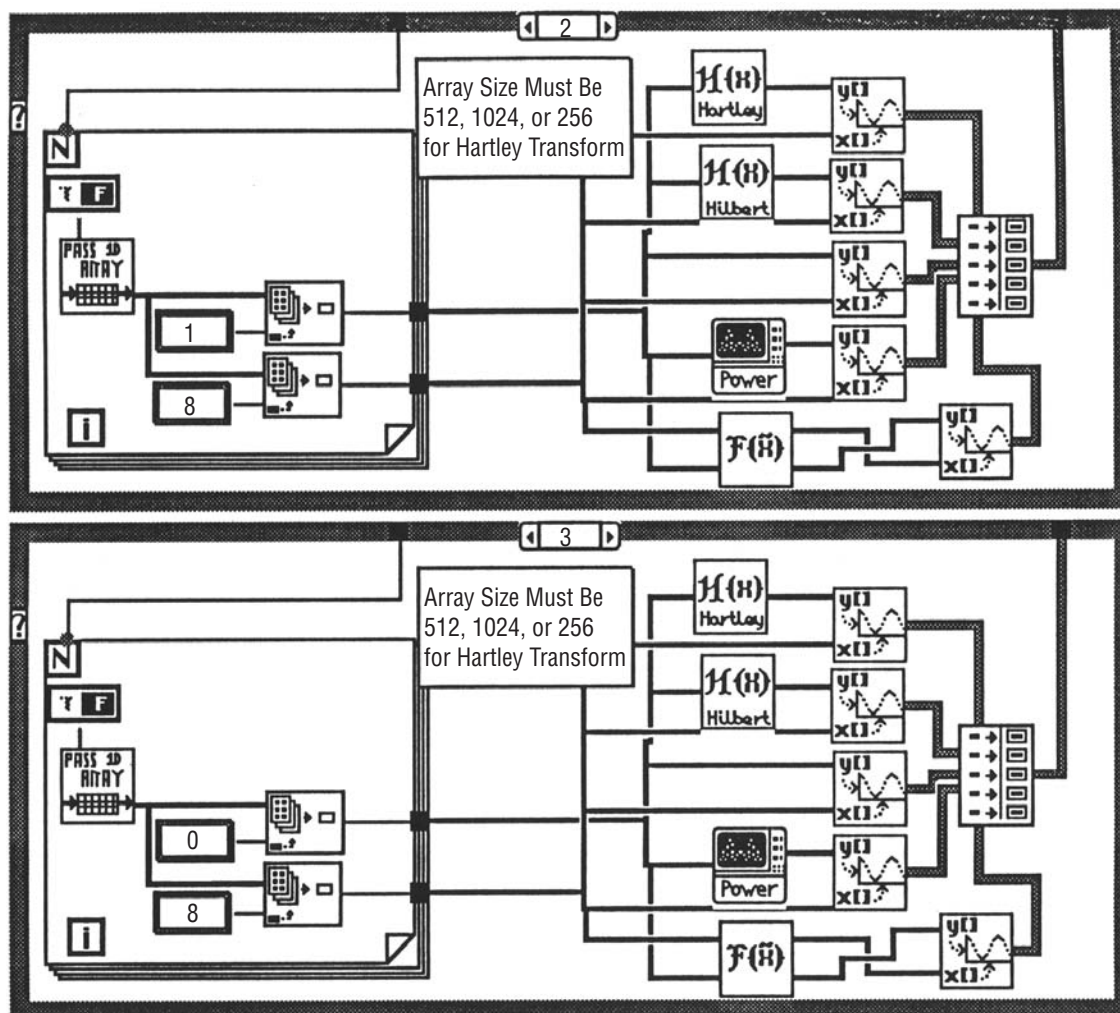 2
?
Array Size Must Be
512, 1024, or 256
for Hartley Transform
H(x)
Hartley
y[]
x[]
N
H(x)
Hilbert
y[]
x[]
T F
PASS 1D
ARRAY
y[]
x[]
1
Power
y[]
x[]
8
i
F{x̃}
y[]
x[]
3
?
Array Size Must Be
512, 1024, or 256
for Hartley Transform
H(x)
Hartley
y[]
x[]
N
H(x)
Hilbert
y[]
x[]
T F
PASS 1D
ARRAY
y[]
x[]
0
Power
y[]
x[]
8
i
F{x̃}
y[]
x[]